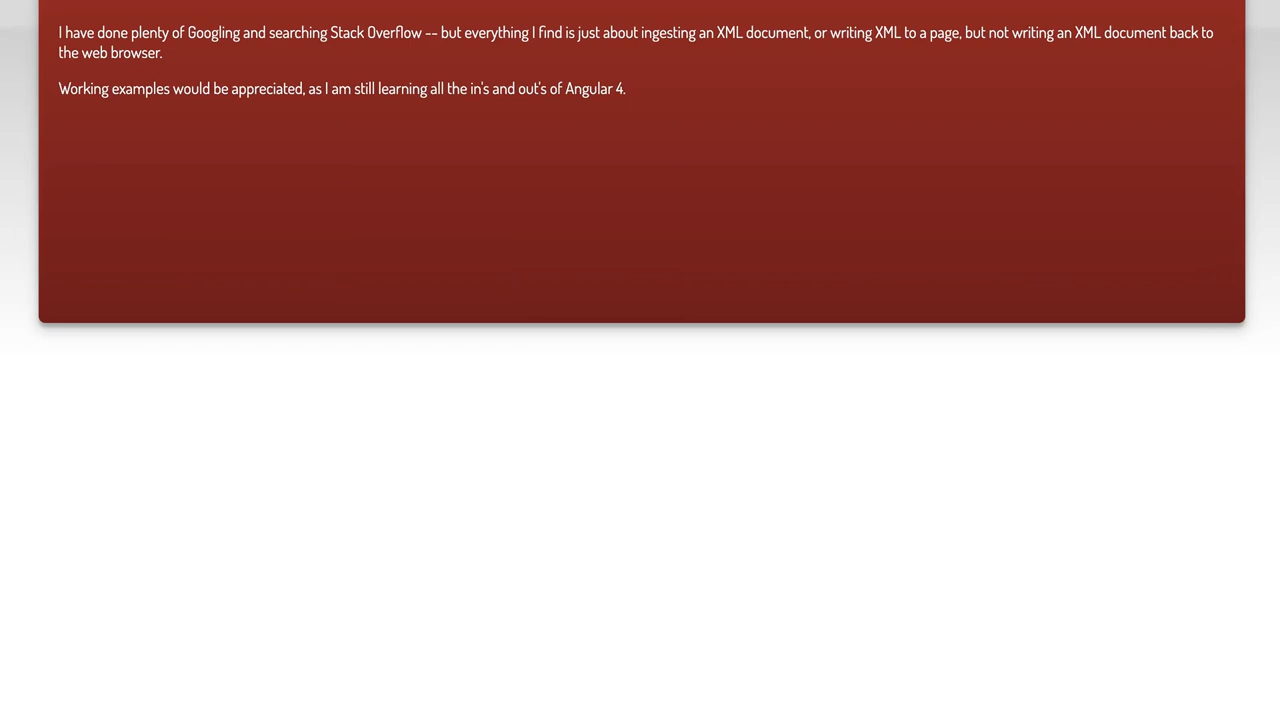 I have done plenty of Googling and searching Stack Overflow -- but everything I find is just about ingesting an XML document, or writing XML to a page, but not writing an XML document back to
the web browser.
Working examples would be appreciated, as I am still learning all the in's and out's of Angular 4.